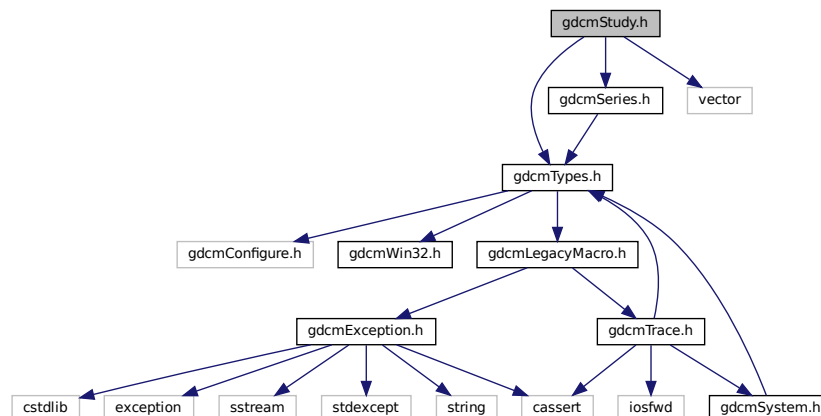 gdcmStudy.h
gdcmSeries.h
vector
gdcmTypes.h
gdcmConfigure.h
gdcmWin32.h
gdcmLegacyMacro.h
gdcmException.h
gdcmTrace.h
cstdlib
exception
sstream
stdexcept
string
cassert
iosfwd
gdcmSystem.h